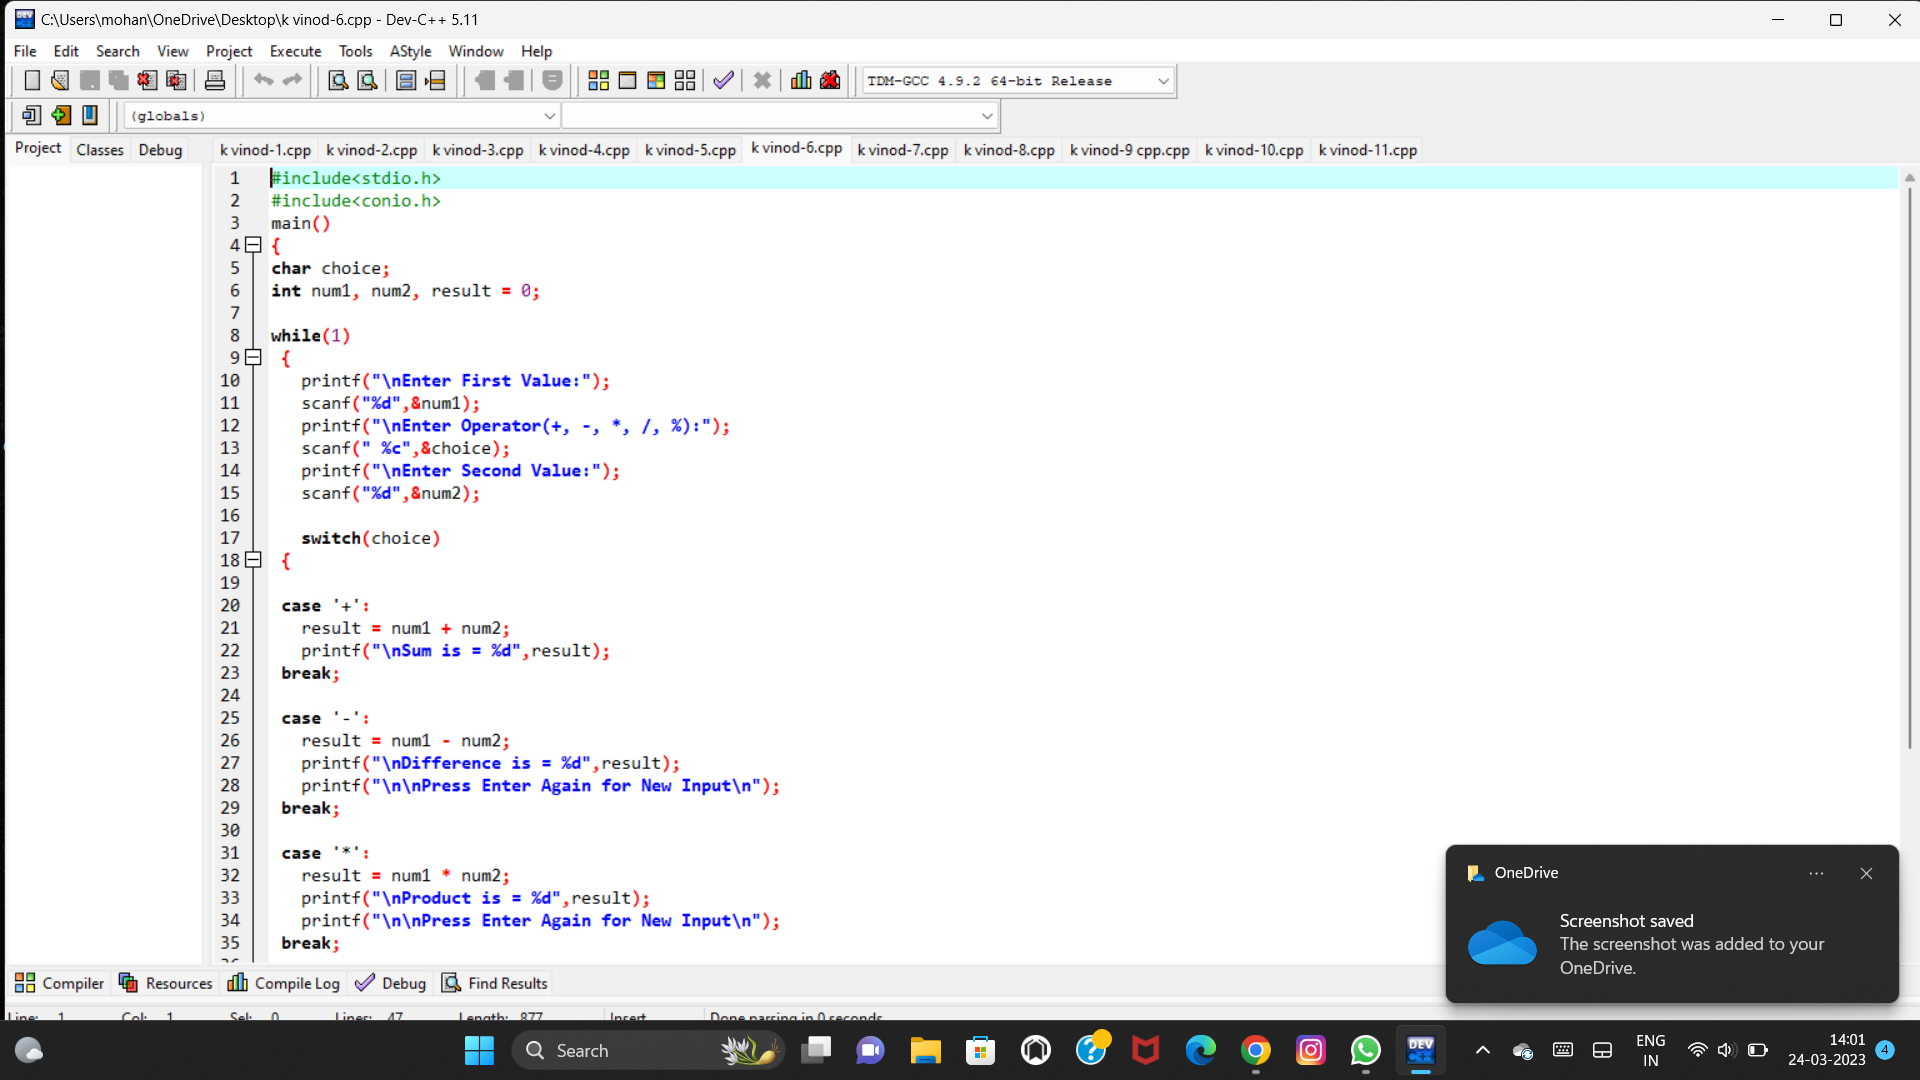 C:\Users\mohan\OneDrive\Desktop\k vinod-6.cpp - Dev-C++ 5.11
File Edit Search View Project Execute Tools AStyle Window Help
TDM-GCC 4.9.2 64-bit Release
(globals)
Project Classes Debug
k vinod-1.cpp k vinod-2.cpp k vinod-3.cpp k vinod-4.cpp k vinod-5.cpp k vinod-6.cpp k vinod-7.cpp k vinod-8.cpp k vinod-9 cpp.cpp k vinod-10.cpp k vinod-11.cpp
1 #include<stdio.h>
2 #include<conio.h>
3 main()
4 {
5 char choice;
6 int num1, num2, result = 0;
7
8 while(1)
9 {
10 printf("\nEnter First Value:");
11 scanf("%d",&num1);
12 printf("\nEnter Operator(+, -, *, /, %):");
13 scanf(" %c",&choice);
14 printf("\nEnter Second Value:");
15 scanf("%d",&num2);
16
17 switch(choice)
18 {
19
20 case '+':
21 result = num1 + num2;
22 printf("\nSum is = %d",result);
23 break;
24
25 case '-':
26 result = num1 - num2;
27 printf("\nDifference is = %d",result);
28 printf("\n\nPress Enter Again for New Input\n");
29 break;
30
31 case '*':
32 result = num1 * num2;
33 printf("\nProduct is = %d",result);
34 printf("\n\nPress Enter Again for New Input\n");
35 break;
OneDrive
Screenshot saved
The screenshot was added to your
OneDrive.
Compiler Resources Compile Log Debug Find Results
Line: 1 Col: 1 Sel: 0 Lines: 47 Length: 877 Insert Done parsing in 0 seconds
Search
DEV
ENG
IN
14:01
24-03-2023
4